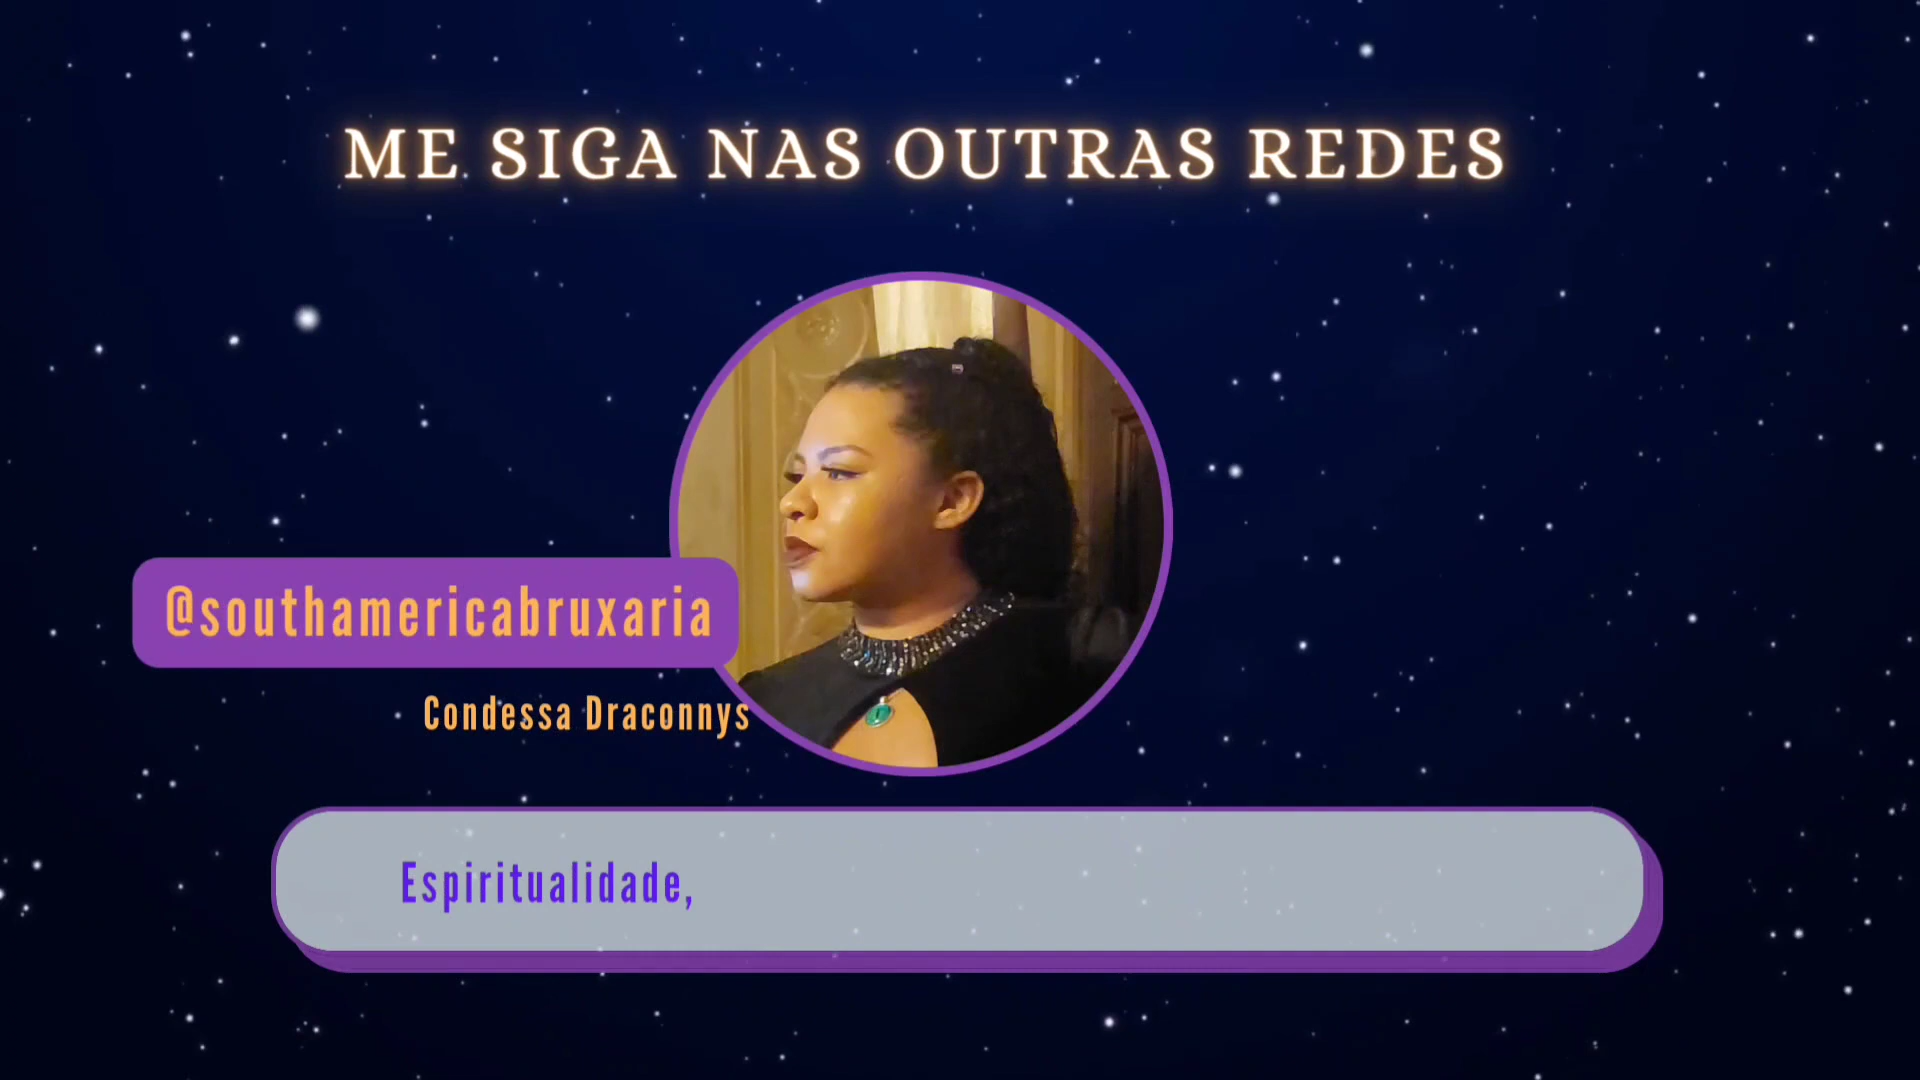 ME SIGA NAS OUTRAS REDES
@southamericabruxaria
Condessa Draconnys
Espiritualidade,